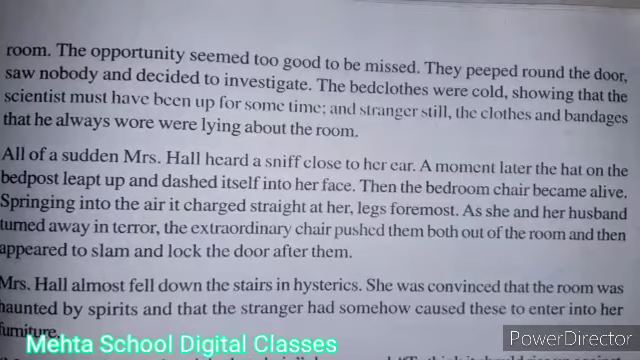 room. The opportunity seemed too good to be missed. They peeped round the door,
saw nobody and decided to investigate. The bedclothes were cold, showing that the
scientist must have been up for some time; and stranger still, the clothes and bandages
that he always wore were lying about the room.
All of a sudden Mrs. Hall heard a sniff close to her ear. A moment later the hat on the
bedpost leapt up and dashed itself into her face. Then the bedroom chair became alive.
Springing into the air it charged straight at her, legs foremost. As she and her husband
turned away in terror, the extraordinary chair pushed them both out of the room and then
appeared to slam and lock the door after them.
Mrs. Hall almost fell down the stairs in hysterics. She was convinced that the room was
haunted by spirits and that the stranger had somehow caused these to enter into her
furniture.
Mehta School Digital Classes
PowerDirector